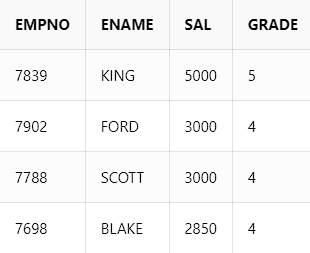 EMPNO ENAME SAL GRADE
7839 KING 5000 5
7902 FORD 3000 4
7788 SCOTT 3000 4
7698 BLAKE 2850 4